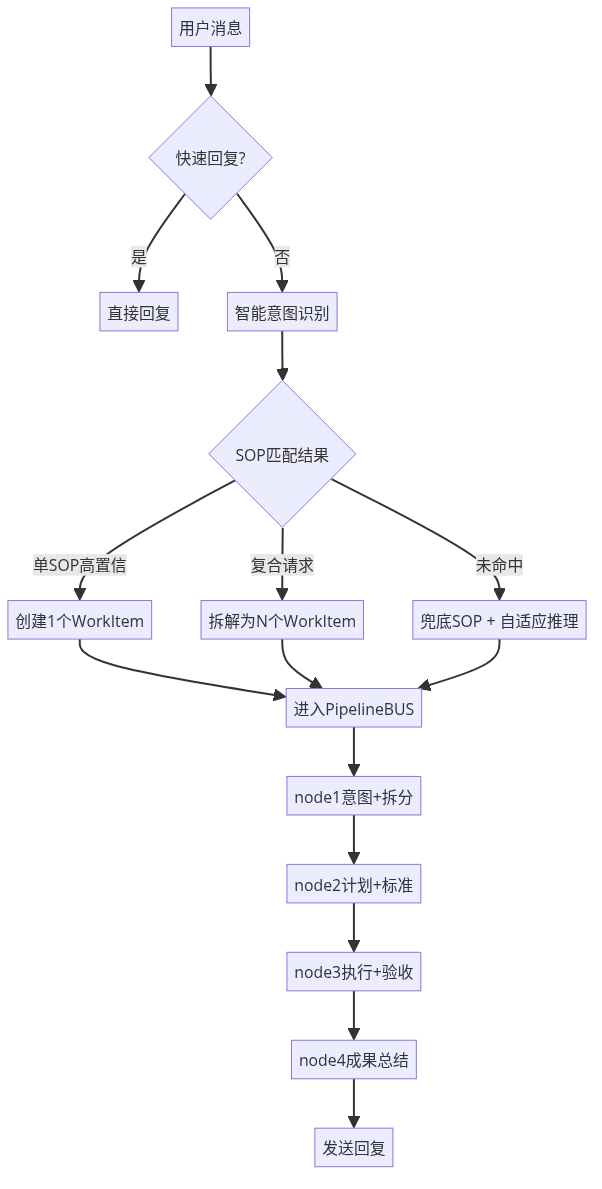 用户消息
快速回复?
是
否
直接回复
智能意图识别
SOP匹配结果
单SOP高置信
复合请求
未命中
创建1个WorkItem
拆解为N个WorkItem
兜底SOP + 自适应推理
进入PipelineBUS
node1意图+拆分
node2计划+标准
node3执行+验收
node4成果总结
发送回复